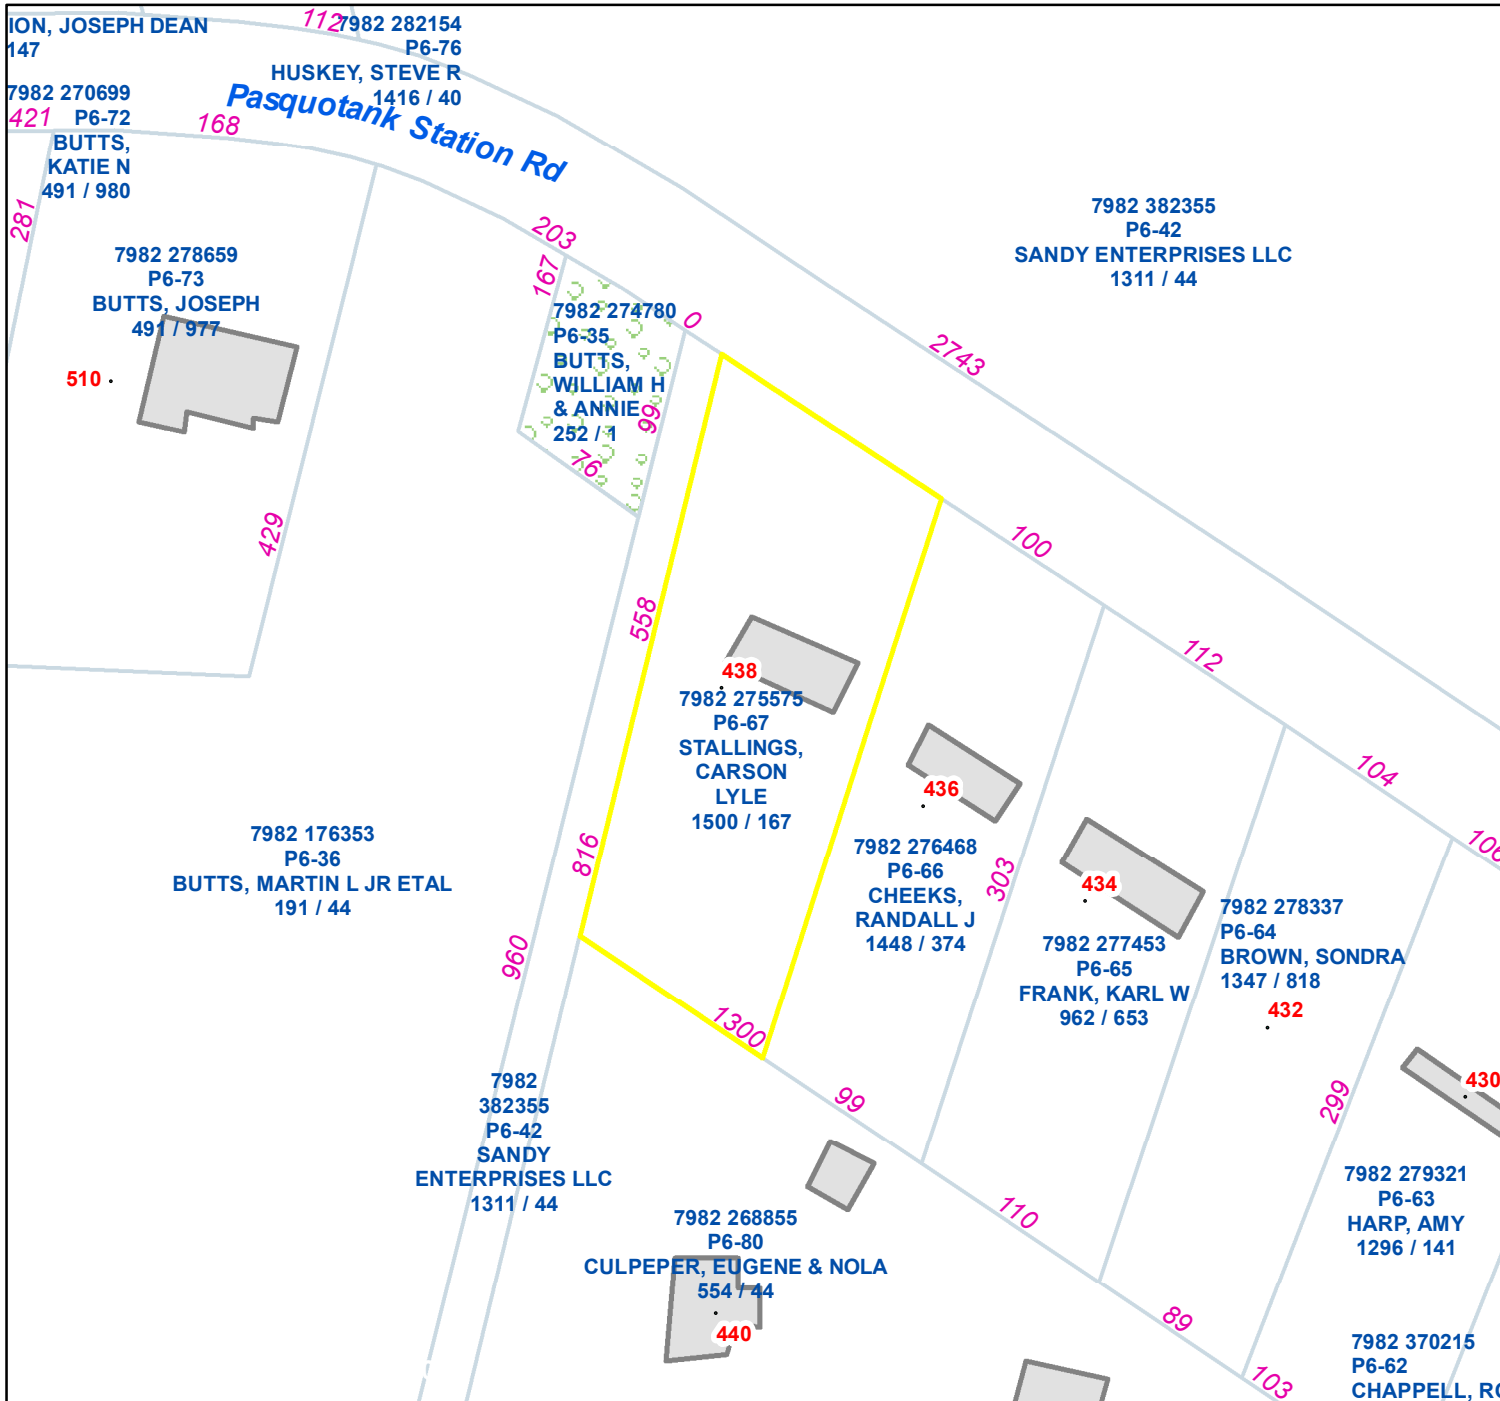 ION, JOSEPH DEAN
147
112
7982 282154
P6-76
HUSKEY, STEVE R
1416 / 40
7982 270699
P6-72
BUTTS,
KATIE N
491 / 980
421
168
281
Pasquotank Station Rd
7982 382355
P6-42
SANDY ENTERPRISES LLC
1311 / 44
203
167
7982 278659
P6-73
BUTTS, JOSEPH
491 / 977
510
7982 274780
P6-35
BUTTS,
WILLIAM H
& ANNIE
252 / 1
0
99
76
2743
429
100
558
112
438
7982 275575
P6-67
STALLINGS,
CARSON
LYLE
1500 / 167
104
436
7982 276468
P6-66
CHEEKS,
RANDALL J
1448 / 374
303
106
816
7982 176353
P6-36
BUTTS, MARTIN L JR ETAL
191 / 44
434
7982 277453
P6-65
FRANK, KARL W
962 / 653
7982 278337
P6-64
BROWN, SONDRA
1347 / 818
432
960
1300
99
430
299
7982
382355
P6-42
SANDY
ENTERPRISES LLC
1311 / 44
7982 279321
P6-63
HARP, AMY
1296 / 141
110
7982 268855
P6-80
CULPEPER, EUGENE & NOLA
554 / 44
440
89
103
7982 370215
P6-62
CHAPPELL, RO